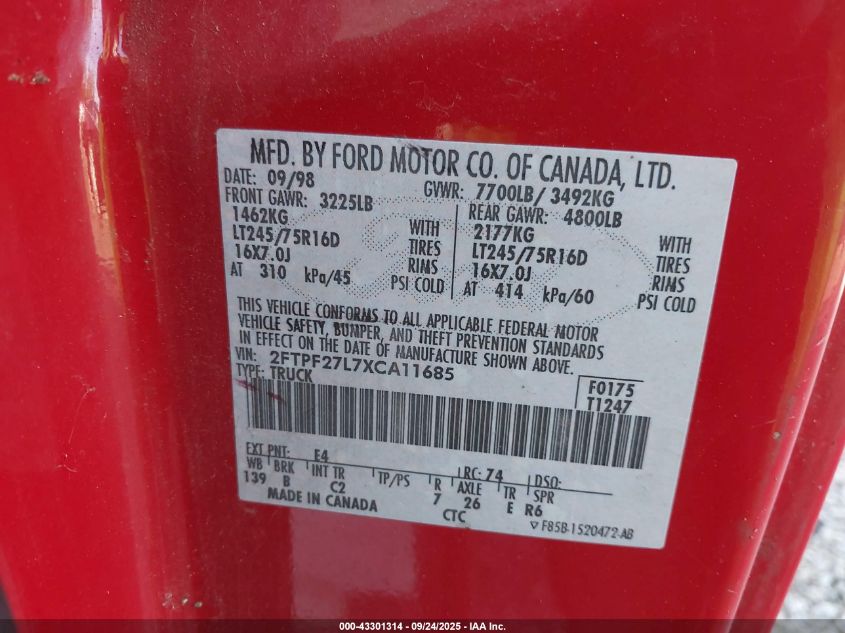 MFD. BY FORD MOTOR CO. OF CANADA, LTD.
DATE: 09/98 GVWR: 7700LB/ 3492KG
FRONT GAWR: 3225LB REAR GAWR: 4800LB
1462KG WITH 2177KG WITH
LT245/75R16D TIRES LT245/75R16D TIRES
16X7.0J RIMS 16X7.0J RIMS
AT 310 kPa/45 PSI COLD AT 414 kPa/60 PSI COLD
THIS VEHICLE CONFORMS TO ALL APPLICABLE FEDERAL MOTOR
VEHICLE SAFETY, BUMPER, AND THEFT PREVENTION STANDARDS
IN EFFECT ON THE DATE OF MANUFACTURE SHOWN ABOVE.
VIN: 2FTPF27L7XCA11685
TYPE: TRUCK F0175
T1247
EXT PNT: E4 RC: 74 DSO:
WB BRK INT TR TP/PS R AXLE TR SPR
139 B C2 7 26 E R6
MADE IN CANADA CTC
▽ F85B-1520472-AB
000-43301314 - 09/24/2025 - IAA Inc.